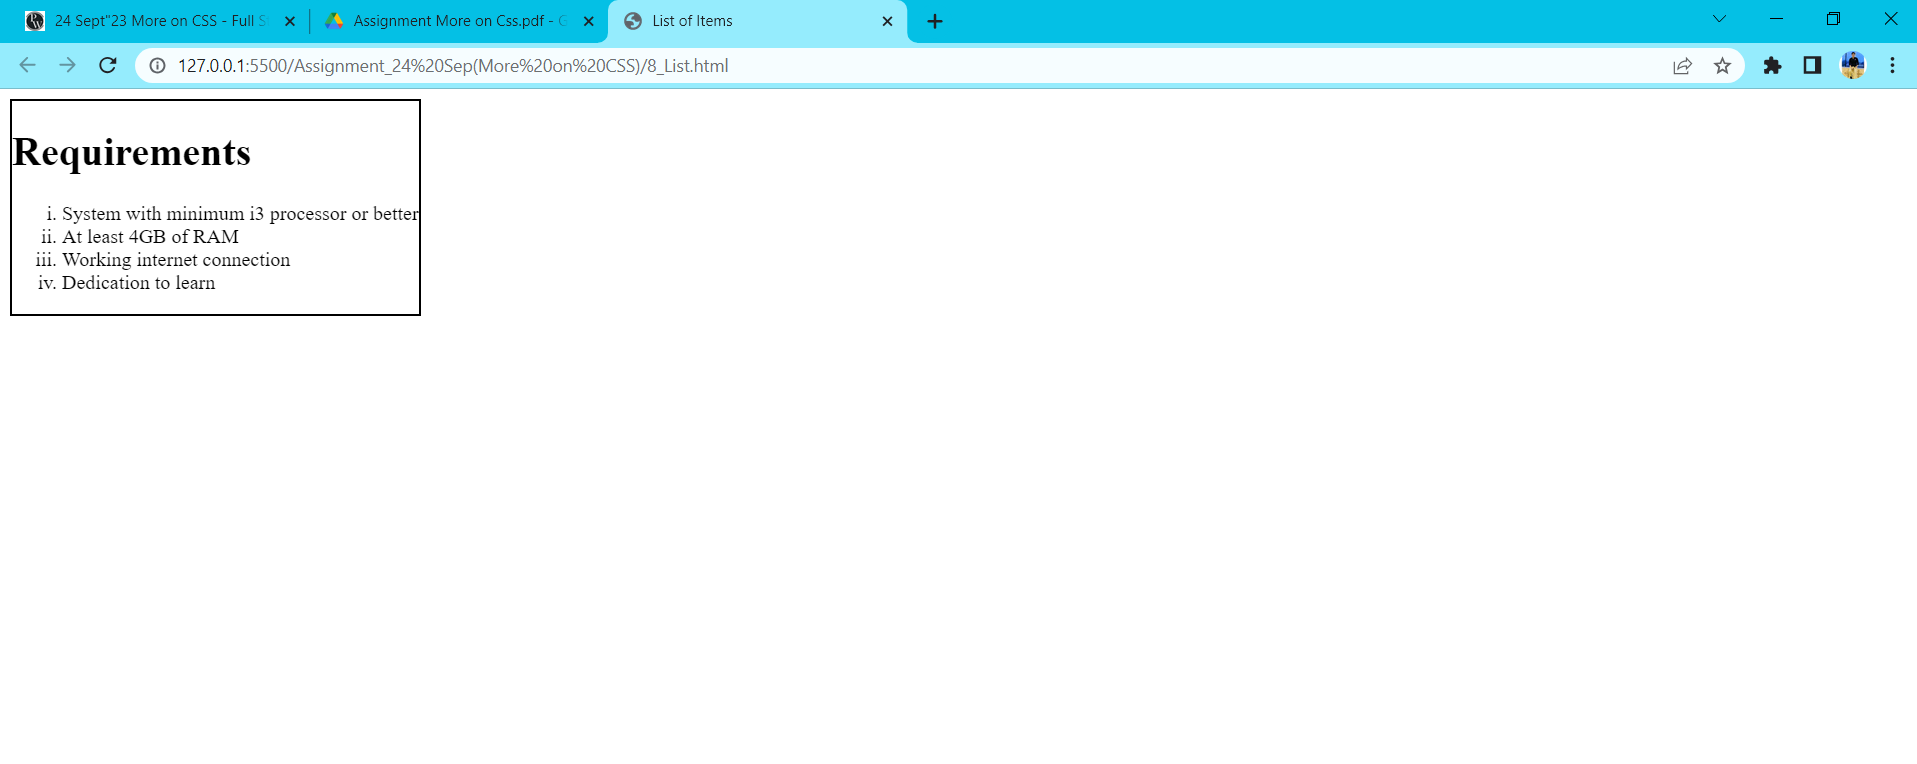 24 Sept"23 More on CSS - Full S
Assignment More on Css.pdf - G
List of Items
127.0.0.1:5500/Assignment_24%20Sep(More%20on%20CSS)/8_List.html
Requirements
i. System with minimum i3 processor or better
ii. At least 4GB of RAM
iii. Working internet connection
iv. Dedication to learn